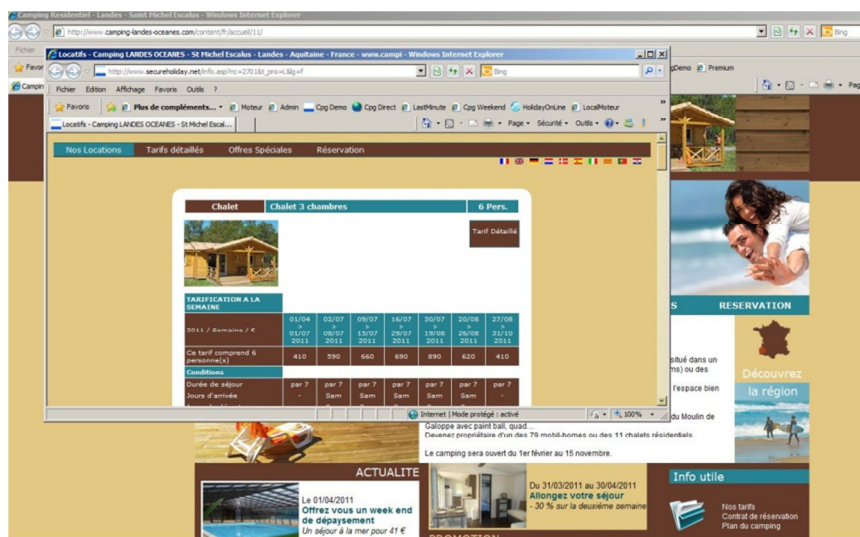 Camping Residentiel - Landes - Saint Michel Escalus - Windows Internet Explorer
http://www.camping-landes-oceanes.com/content/fr/accueil/11/
Bing
Fichier
Favor
Demo
Premium
Campin
Pag
Locatifs - Camping LANDES OCEANES - St Michel Escalus - Landes - Aquitaine - France - www.campi - Windows Internet Explorer
Bing
Fichier Edition Affichage Favoris Outils ?
Favoris
Plus de compléments...
Moteur
Admin
Cpg Demo
Cpg Direct
LastMinute
Cpg Weekend
HolidayOnLine
LocalMoteur
Locatifs - Camping LANDES OCEANES - St Michel Escal...
Page
Sécurité
Outils
Nos Locations
Tarifs détaillés
Offres Spéciales
Réservation
Chalet
Chalet 3 chambres
6 Pers.
Tarif Détaillé
TARIFICATION A LA
SEMAINE
2011 / Semaine / €
01/04 > 01/07 2011
02/07 > 08/07 2011
09/07 > 15/07 2011
16/07 > 29/07 2011
30/07 > 19/08 2011
20/08 > 26/08 2011
27/08 > 31/10 2011
Ce tarif comprend 6
personne(s)
410 590 660 690 890 620 410
Conditions
Durée de séjour par 7 par 7 par 7 par 7 par 7 par 7 par 7
Jours d'arrivée - Sam Sam Sam Sam Sam -
Internet | Mode protégé : activé
100%
S
RESERVATION
situé dans un
ms) ou des
l'espace bien
du Moulin de
Galoppe avec paint ball, quad...
Devenez propriétaire d'un des 79 mobil-homes ou des 11 chalets résidentiels
Le camping sera ouvert du 1er février au 15 novembre.
Découvrez
la région
ACTUALITE
Le 01/04/2011
Offrez vous un week end
de dépaysement
Un séjour à la mer pour 41 €
Du 31/03/2011 au 30/04/2011
Allongez votre séjour
- 30 % sur la deuxième semaine
PROMOTION
Info utile
Nos tarifs
Contrat de réservation
Plan du camping